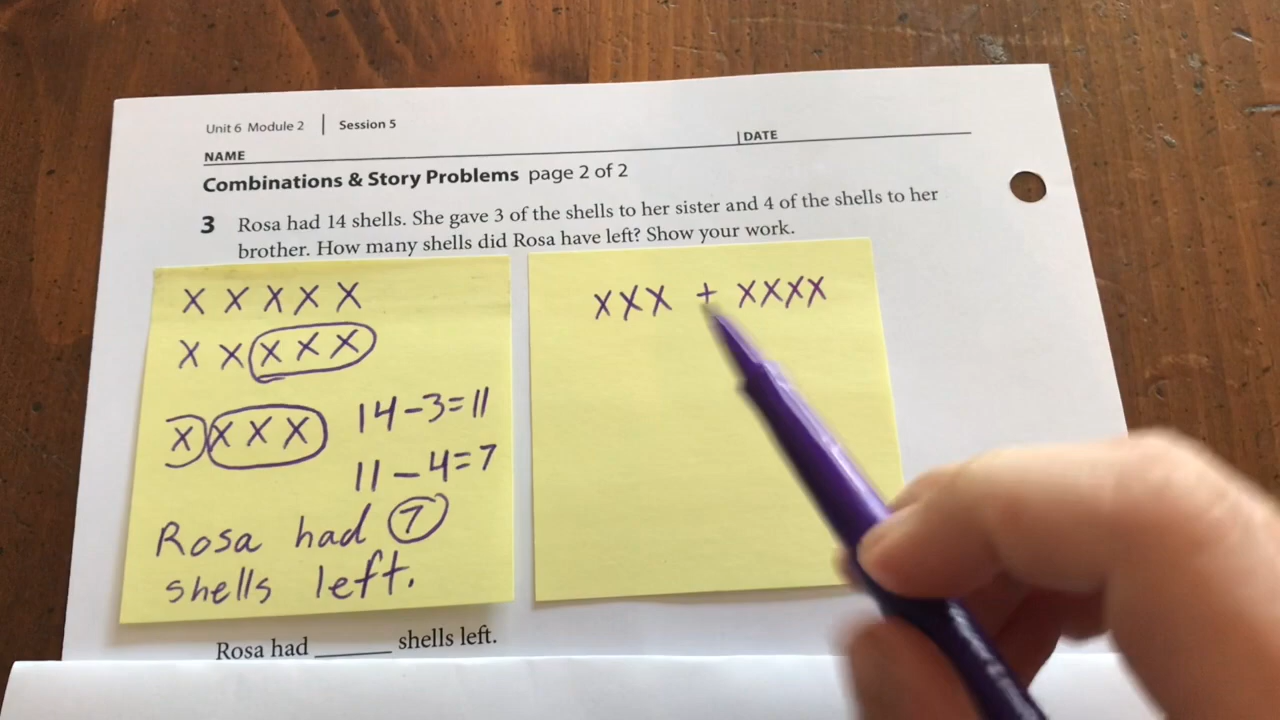 Unit 6 Module 2 | Session 5
NAME |DATE
Combinations & Story Problems page 2 of 2
3 Rosa had 14 shells. She gave 3 of the shells to her sister and 4 of the shells to her
brother. How many shells did Rosa have left? Show your work.
X X X X X
X X X X X
X X X X
14-3=11
11-4=7
Rosa had 7
shells left.
XXX + XXXX
Rosa had ______ shells left.